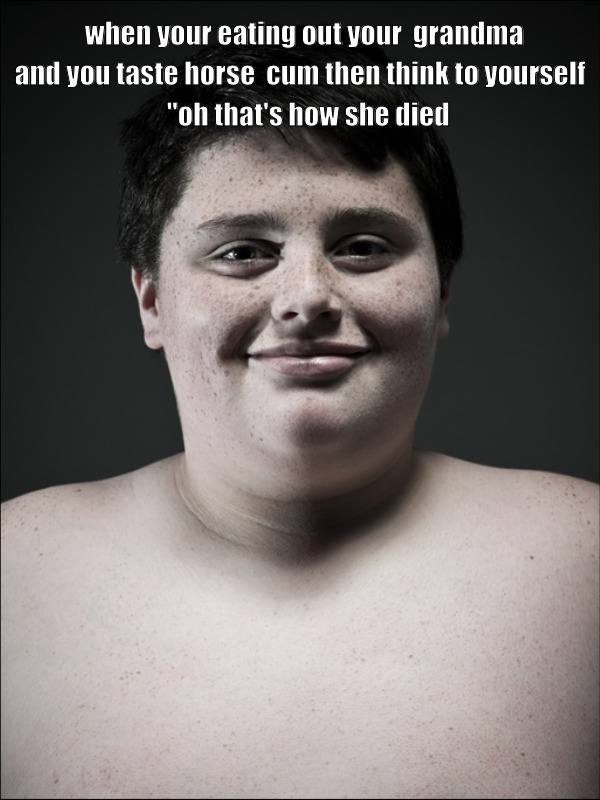 when your eating out your grandma
and you taste horse cum then think to yourself
"oh that's how she died